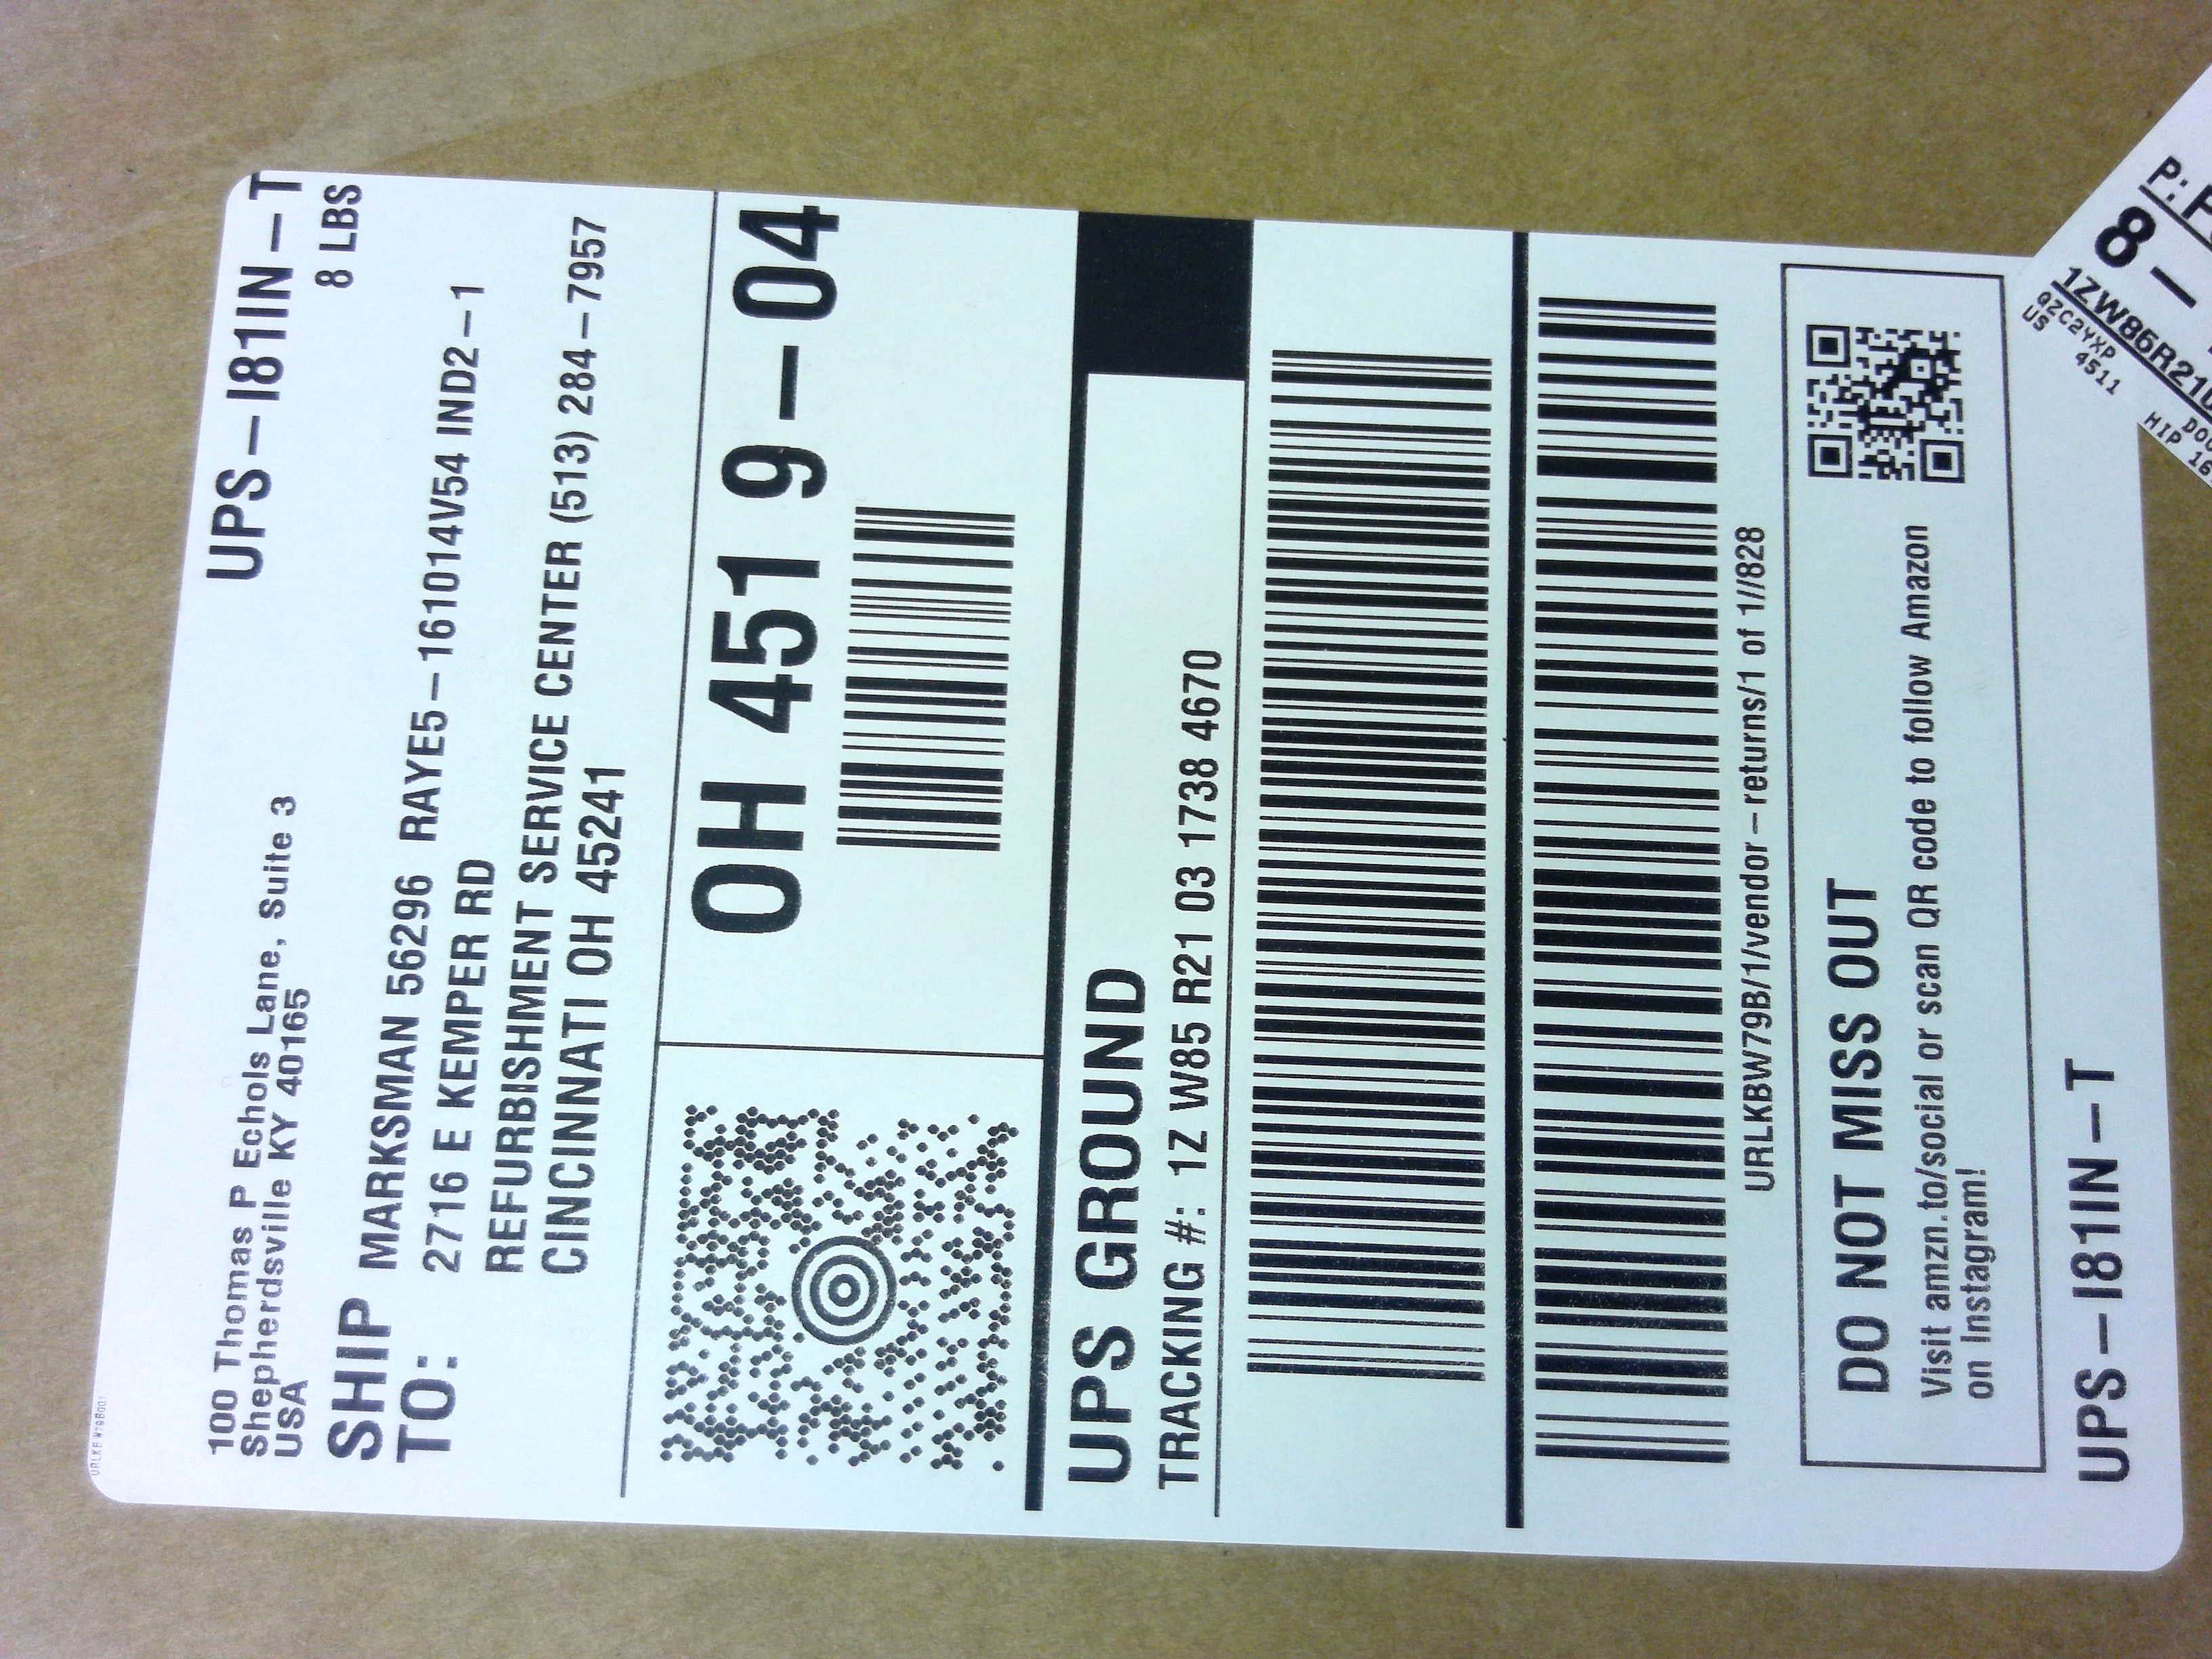 UPS-I81IN-T
8 LBS
100 Thomas P Echols Lane, Suite 3
Shepherdsville KY 40165
USA
SHIP
TO:
MARKSMAN 56296 RAYE5-161014V54 IND2-1
2716 E KEMPER RD
REFURBISHMENT SERVICE CENTER (513) 284-7957
CINCINNATI OH 45241
OH 451 9-04
UPS GROUND
TRACKING #: 1Z W85 R21 03 1738 4670
URLKBW79B/1/vendor-returns/1 of 1//828
DO NOT MISS OUT
Visit amzn.to/social or scan QR code to follow Amazon
on Instagram!
UPS-I81IN-T
P:
8-
QZC2YXP
US 4511
HIP